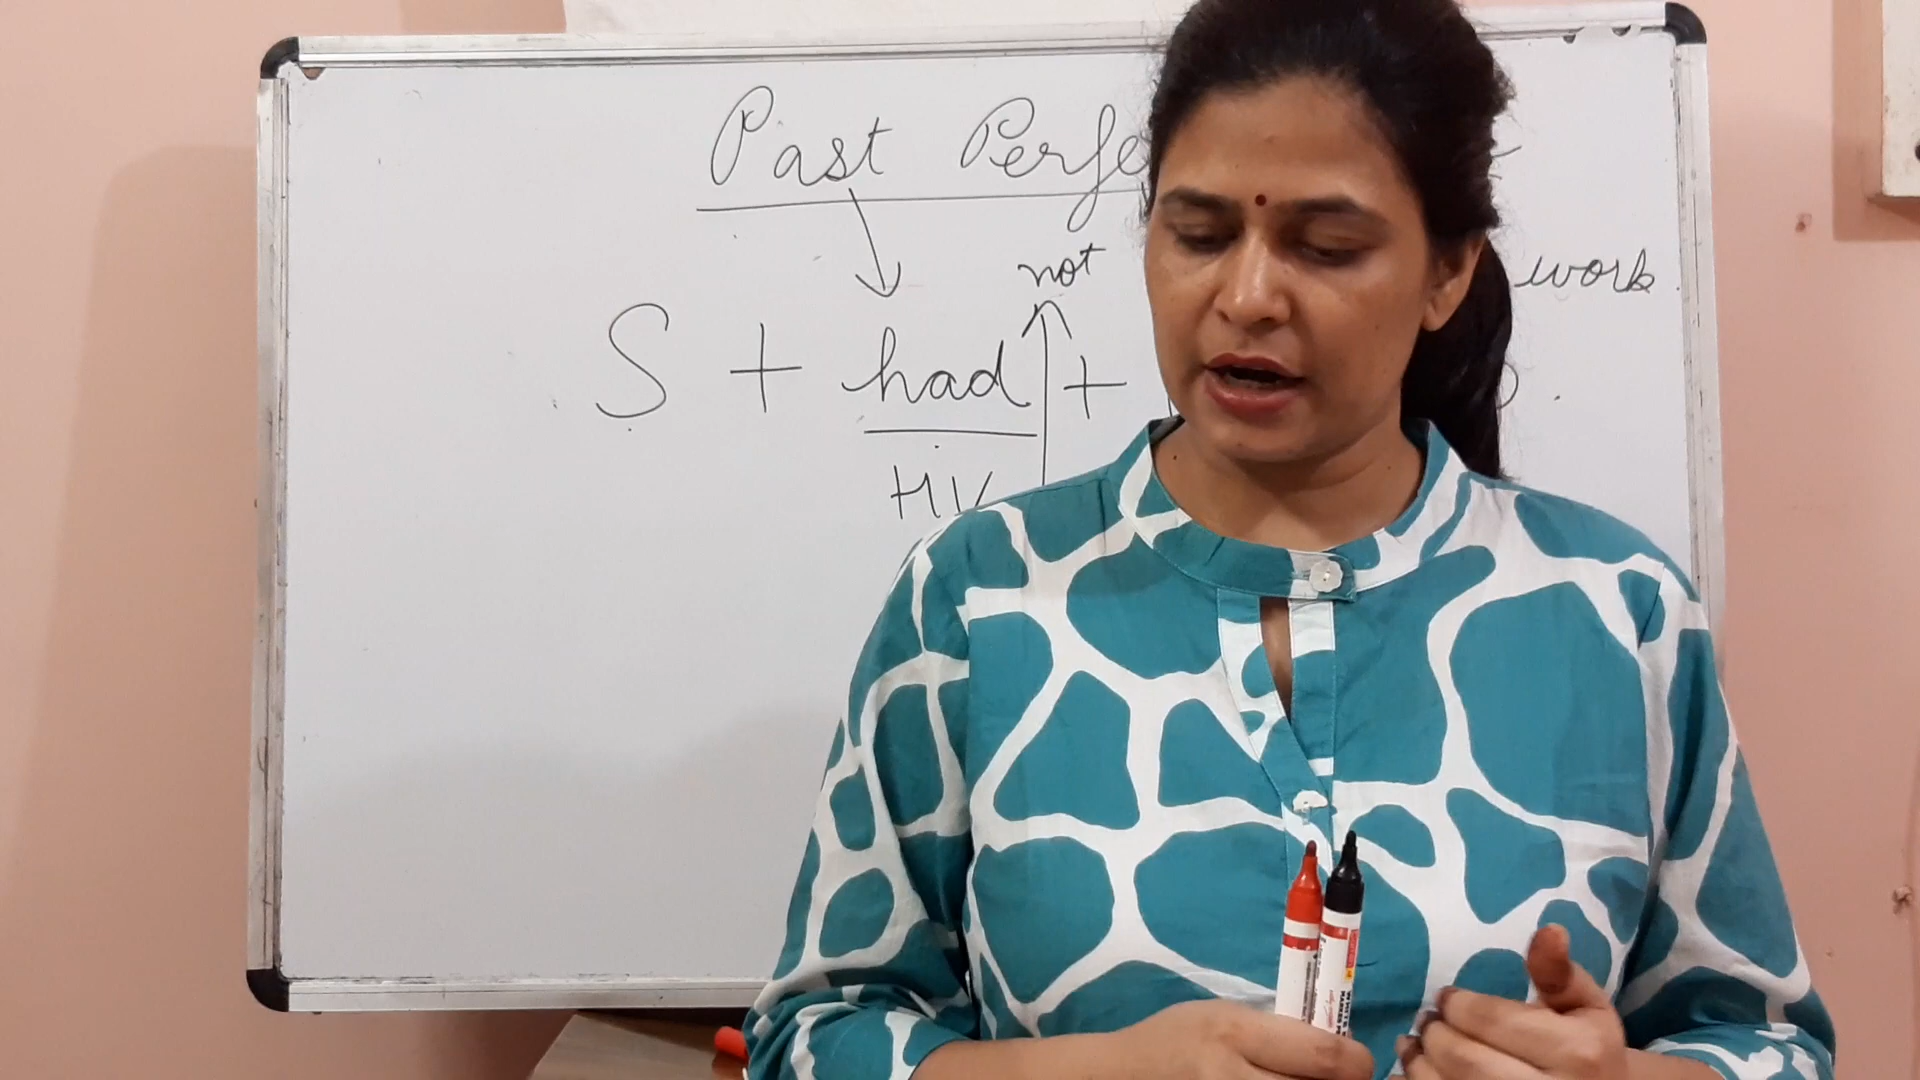 Past Perfe
not work
S + had +
HV